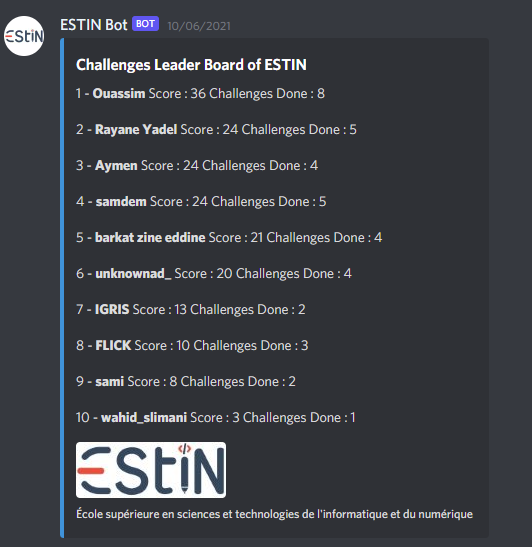 EStiN
ESTIN Bot BOT 10/06/2021
Challenges Leader Board of ESTIN
1 - Ouassim Score : 36 Challenges Done : 8
2 - Rayane Yadel Score : 24 Challenges Done : 5
3 - Aymen Score : 24 Challenges Done : 4
4 - samdem Score : 24 Challenges Done : 5
5 - barkat zine eddine Score : 21 Challenges Done : 4
6 - unknownad_ Score : 20 Challenges Done : 4
7 - IGRIS Score : 13 Challenges Done : 2
8 - FLICK Score : 10 Challenges Done : 3
9 - sami Score : 8 Challenges Done : 2
10 - wahid_slimani Score : 3 Challenges Done : 1
EStiN
École supérieure en sciences et technologies de l'informatique et du numérique